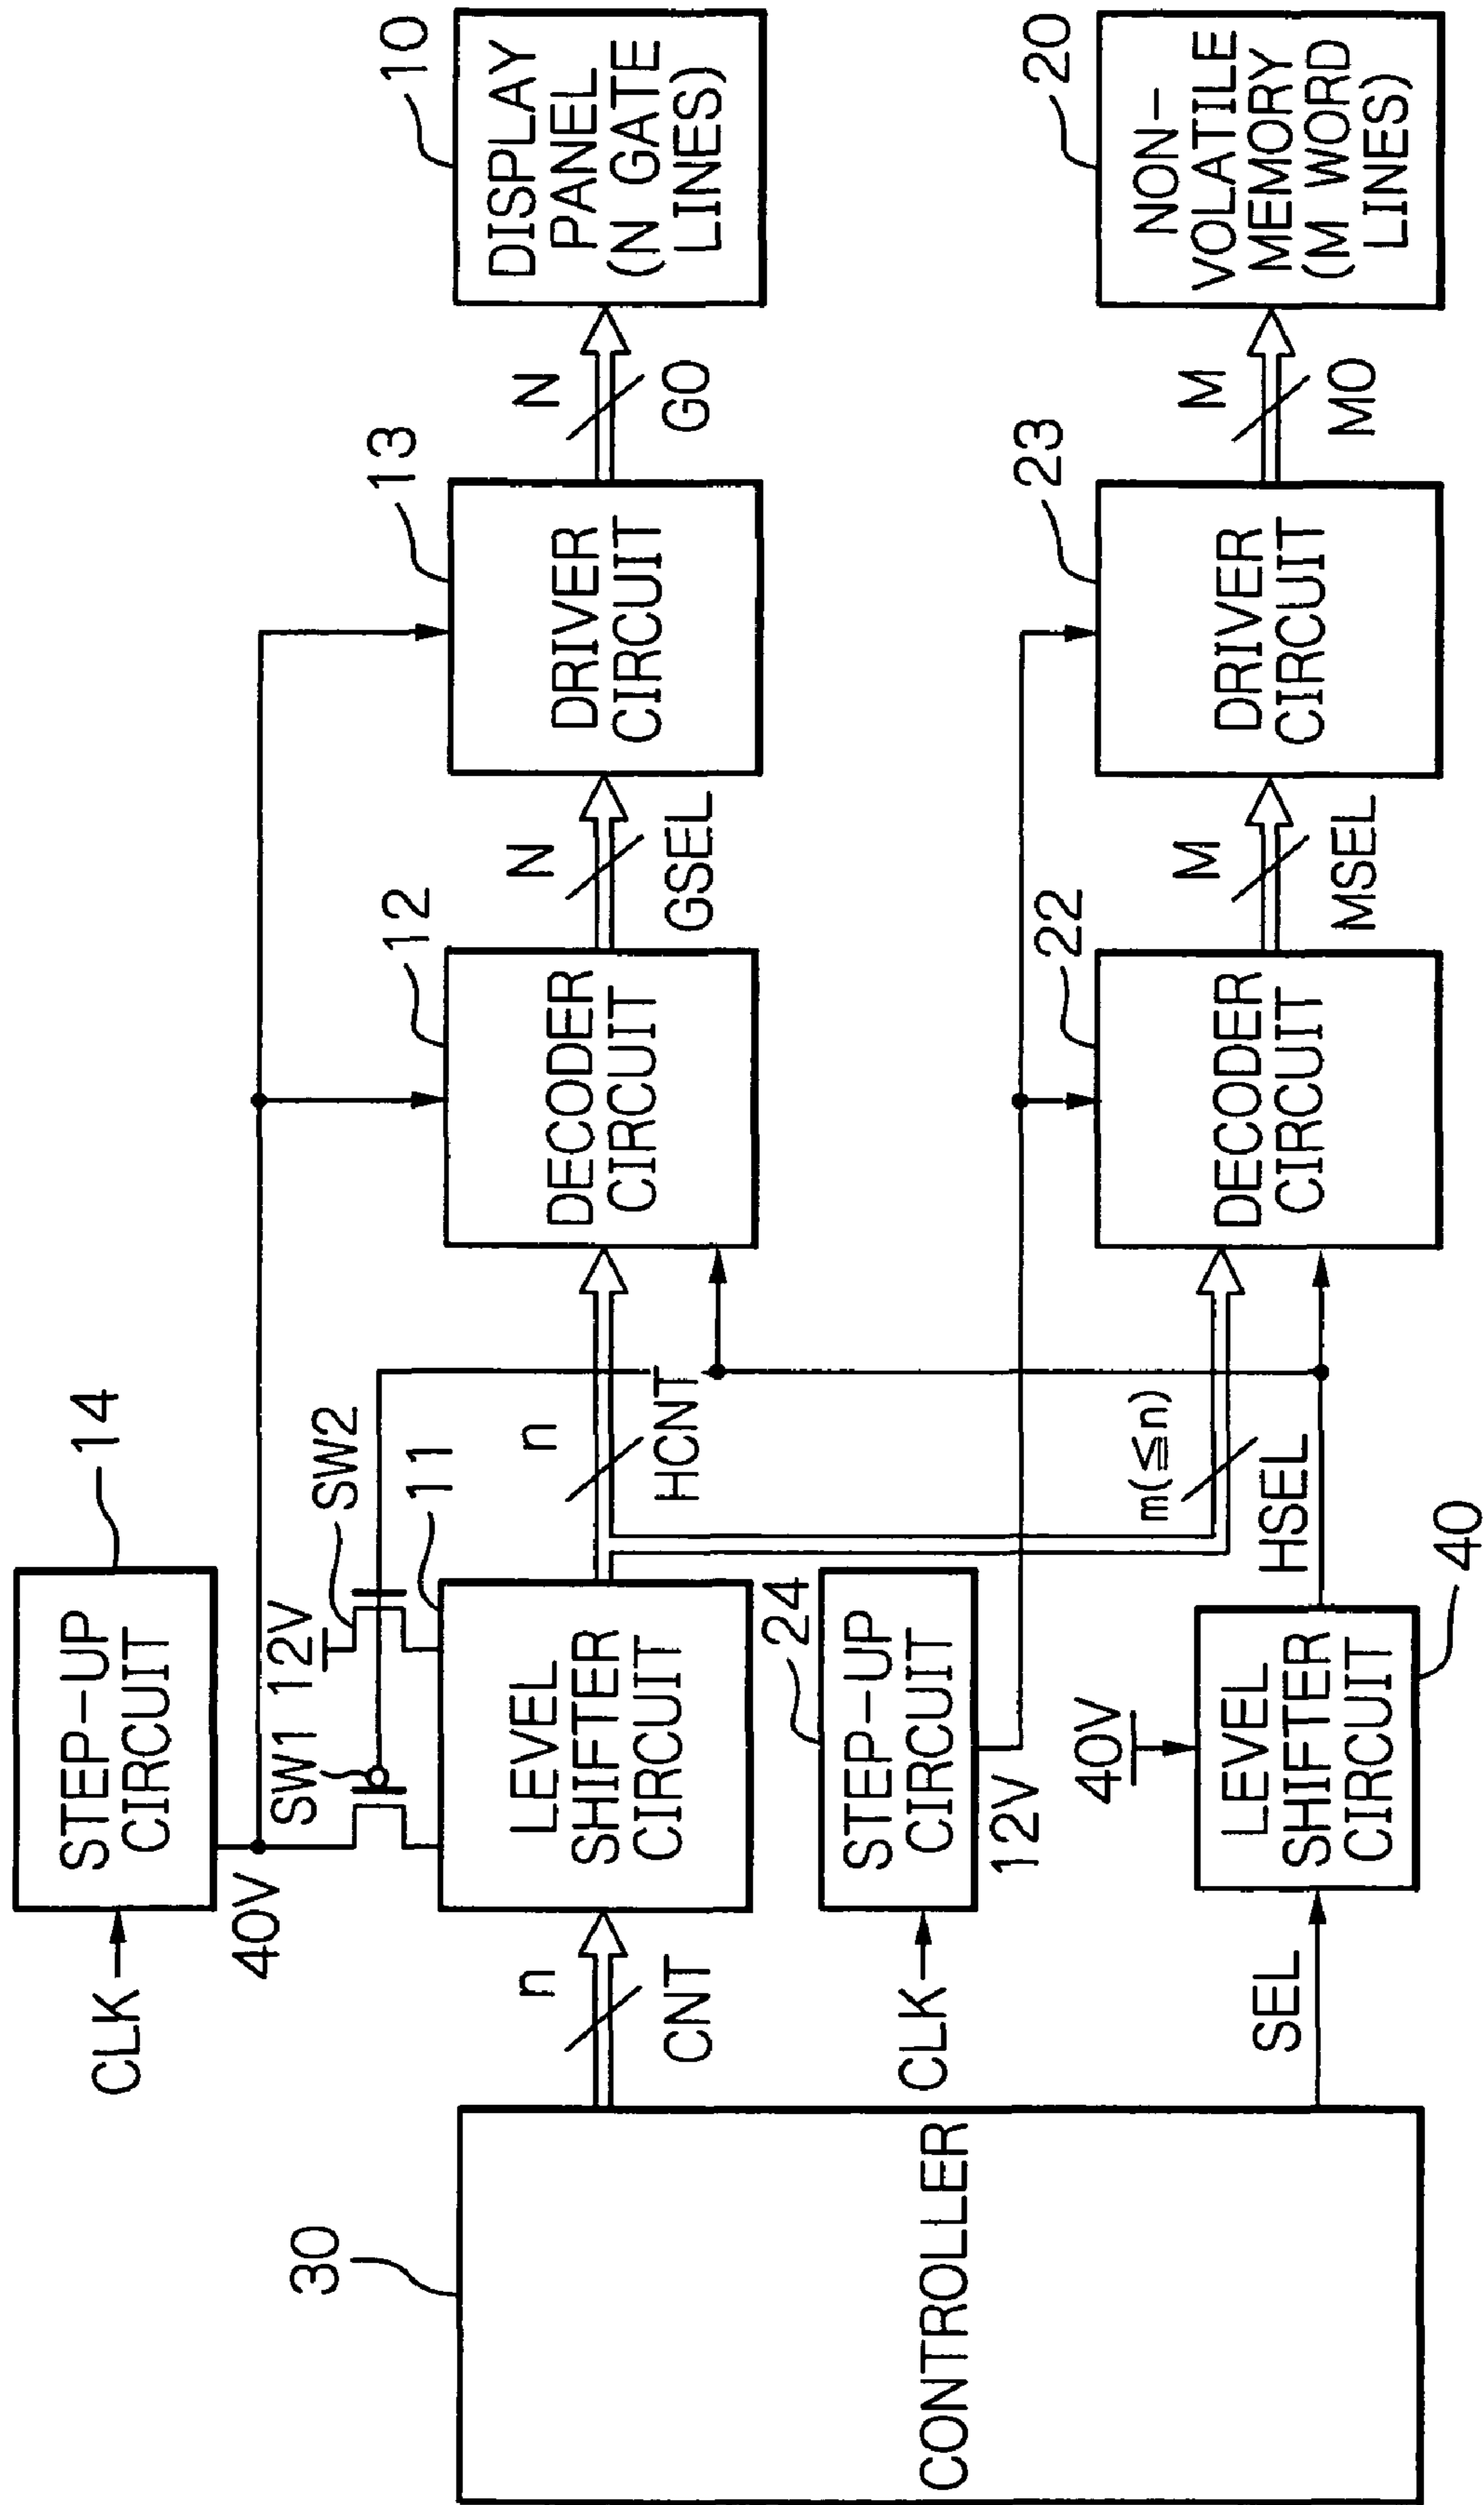 CLK
STEP-UP
CIRCUIT
14
40V
SW1
12V
SW2
30
CONTROLLER
n
CNT
LEVEL
SHIFTER
CIRCUIT
11
n
HCNT
DECODER
CIRCUIT
12
N
GSEL
DRIVER
CIRCUIT
13
N
GO
DISPLAY
PANEL
(N GATE
LINES)
10
CLK
STEP-UP
CIRCUIT
24
12V
m(≦n)
40V
SEL
LEVEL
SHIFTER
CIRCUIT
40
HSEL
DECODER
CIRCUIT
22
M
MSEL
DRIVER
CIRCUIT
23
M
MO
NON-
VOLATILE
MEMORY
(M WORD
LINES)
20